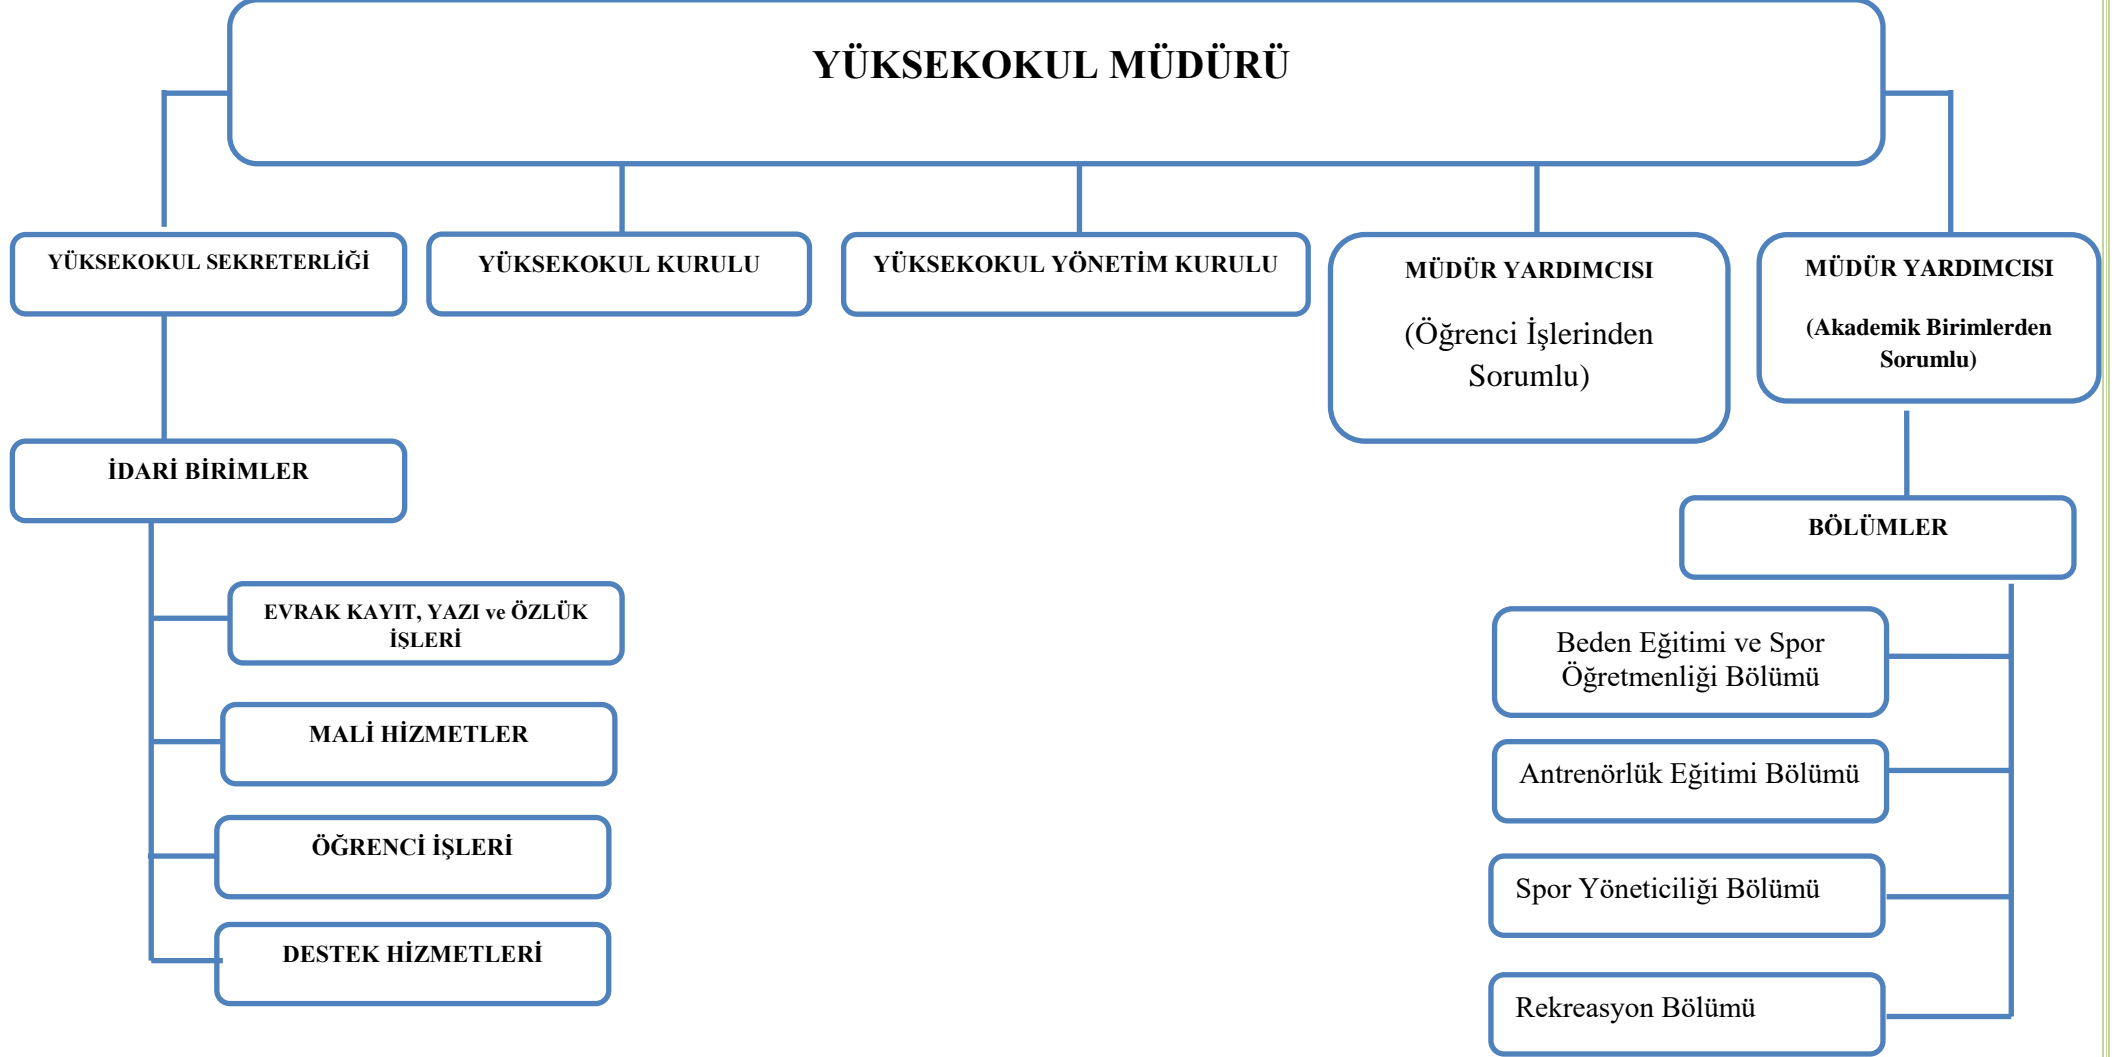 YÜKSEKOKUL MÜDÜRÜ
YÜKSEKOKUL SEKRETERLİĞİ
YÜKSEKOKUL KURULU
YÜKSEKOKUL YÖNETİM KURULU
MÜDÜR YARDIMCISI
(Öğrenci İşlerinden
Sorumlu)
MÜDÜR YARDIMCISI
(Akademik Birimlerden
Sorumlu)
İDARİ BİRİMLER
EVRAK KAYIT, YAZI ve ÖZLÜK
İŞLERİ
MALİ HİZMETLER
ÖĞRENCİ İŞLERİ
DESTEK HİZMETLERİ
BÖLÜMLER
Beden Eğitimi ve Spor
Öğretmenliği Bölümü
Antrenörlük Eğitimi Bölümü
Spor Yöneticiliği Bölümü
Rekreasyon Bölümü